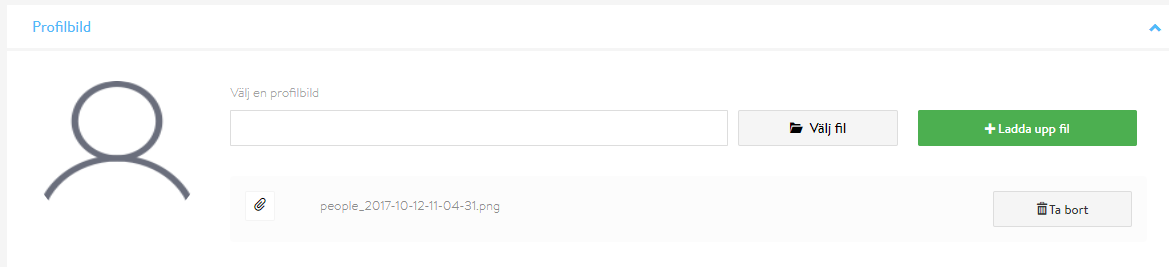 Profilbild
Välj en profilbild
Välj fil
Ladda upp fil
people_2017-10-12-11-04-31.png
Ta bort